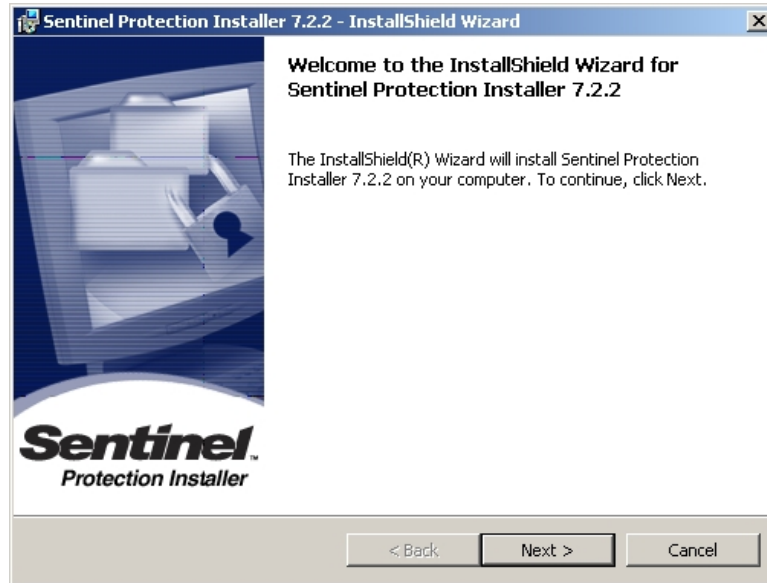 Sentinel Protection Installer 7.2.2 - InstallShield Wizard
Welcome to the InstallShield Wizard for
Sentinel Protection Installer 7.2.2
The InstallShield(R) Wizard will install Sentinel Protection
Installer 7.2.2 on your computer. To continue, click Next.
Sentinel™
Protection Installer
< Back
Next >
Cancel